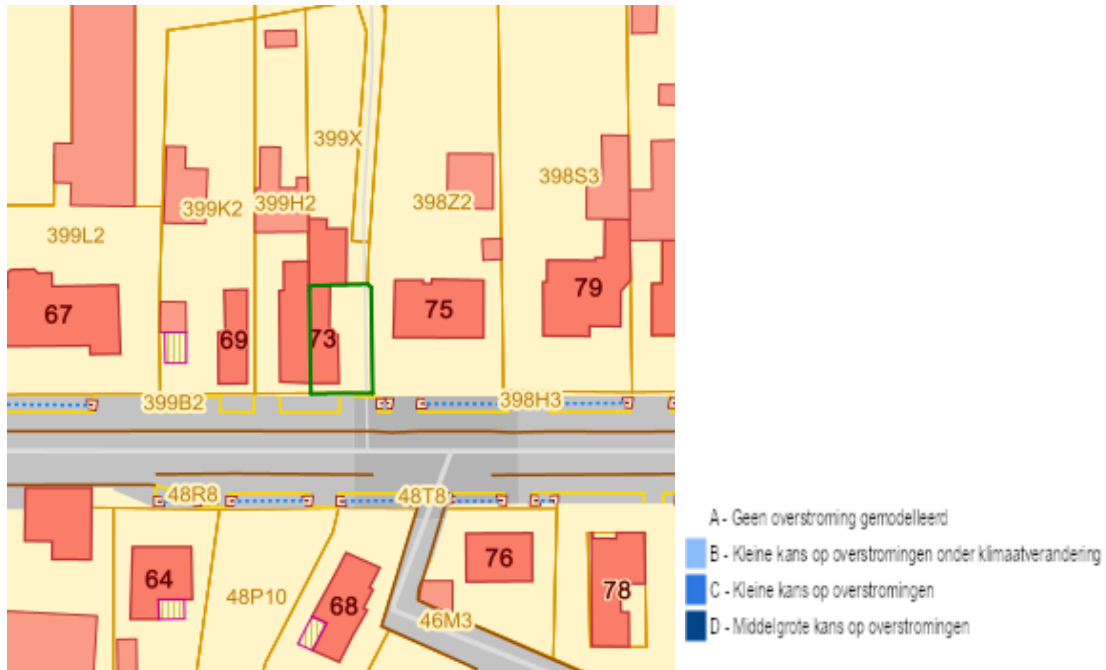 399X
398S3
399K2
399H2
398Z2
399L2
67
69
73
75
79
399B2
398H3
48R8
48T8
64
48P10
68
76
78
46M3
A - Geen overstroming gemodelleerd
B - Kleine kans op overstromingen onder klimaatverandering
C - Kleine kans op overstromingen
D - Middelgrote kans op overstromingen